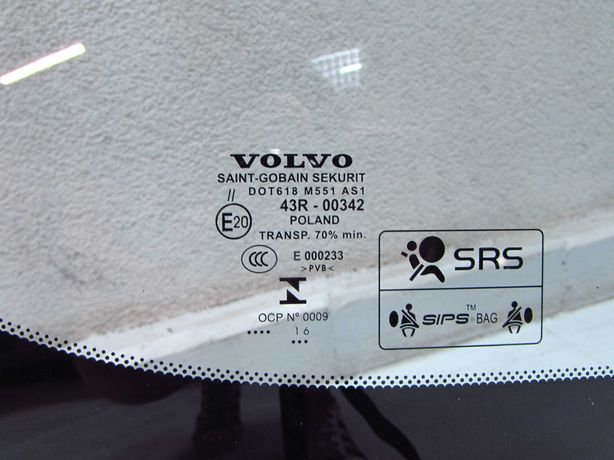 VOLVO
SAINT-GOBAIN SEKURIT
DOT618 M551 AS1
// 43R - 00342
E20 POLAND
TRANSP. 70% min.
CCC E 000233
>PVB<
OCP Nº 0009
.... 16
...
SRS
SIPS™ BAG